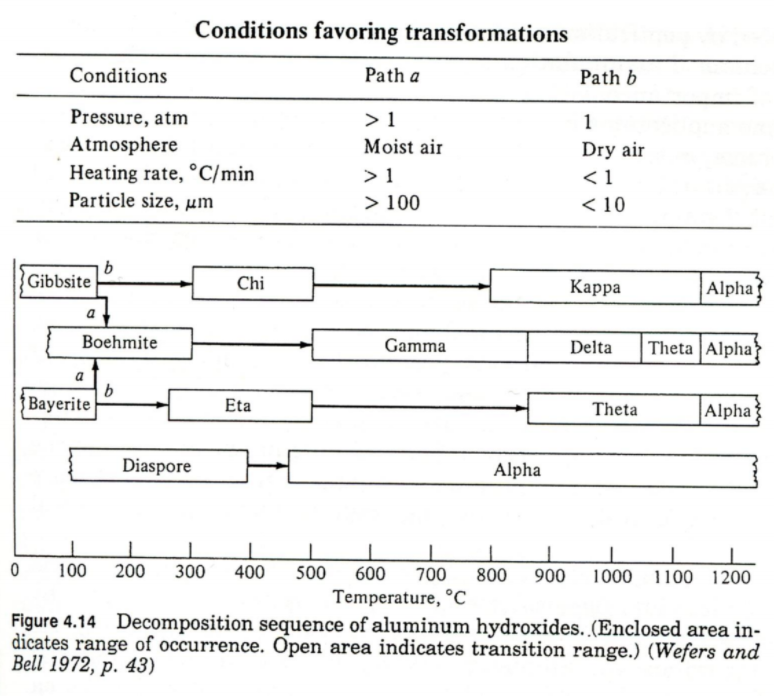 Conditions favoring transformations
Conditions Path a Path b
Pressure, atm > 1 1
Atmosphere Moist air Dry air
Heating rate, °C/min > 1 < 1
Particle size, μm > 100 < 10
b
Gibbsite Chi Kappa Alpha
a
Boehmite Gamma Delta Theta Alpha
a
b
Bayerite Eta Theta Alpha
Diaspore Alpha
0 100 200 300 400 500 600 700 800 900 1000 1100 1200
Temperature, °C
Figure 4.14 Decomposition sequence of aluminum hydroxides. (Enclosed area in-
dicates range of occurrence. Open area indicates transition range.) (Wefers and
Bell 1972, p. 43)